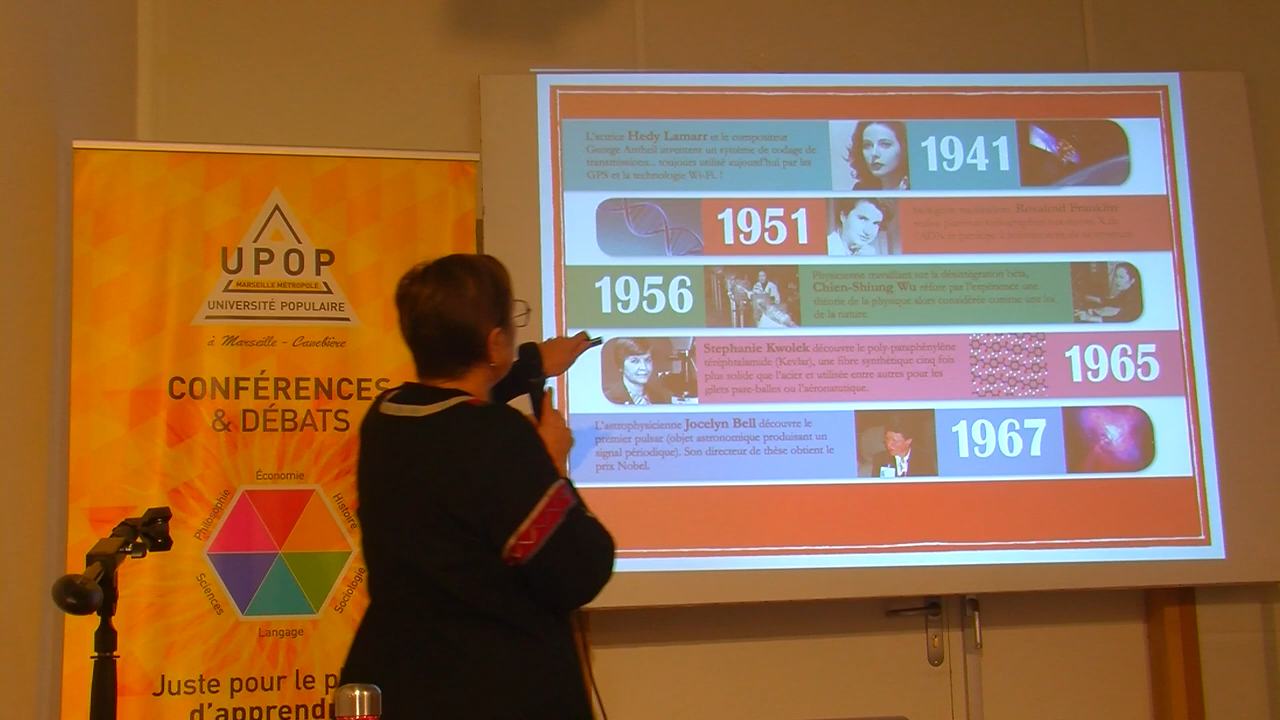 UPOP
MARSEILLE MÉTROPOLE
UNIVERSITÉ POPULAIRE
à Marseille - Canebière
CONFÉRENCES
& DÉBATS
Économie
Philosophie
Histoire
Sciences
Sociologie
Langage
Juste pour le p
d'apprend
L'actrice Hedy Lamarr et le compositeur
George Antheil inventent un système de codage de
transmissions... toujours utilisé aujourd'hui par les
GPS et la technologie Wi-Fi. !
1941
1951
Rosalind Franklin
1956
Physicienne travaillant sur la désintégration bêta,
Chien-Shiung Wu réfute par l'expérience une
théorie de la physique alors considérée comme une loi
de la nature.
Stephanie Kwolek découvre le poly-paraphénylène
téréphtalamide (Kevlar), une fibre synthétique cinq fois
plus solide que l'acier et utilisée entre autres pour les
gilets pare-balles ou l'aéronautique.
1965
L'astrophysicienne Jocelyn Bell découvre le
premier pulsar (objet astronomique produisant un
signal périodique). Son directeur de thèse obtient le
prix Nobel.
1967